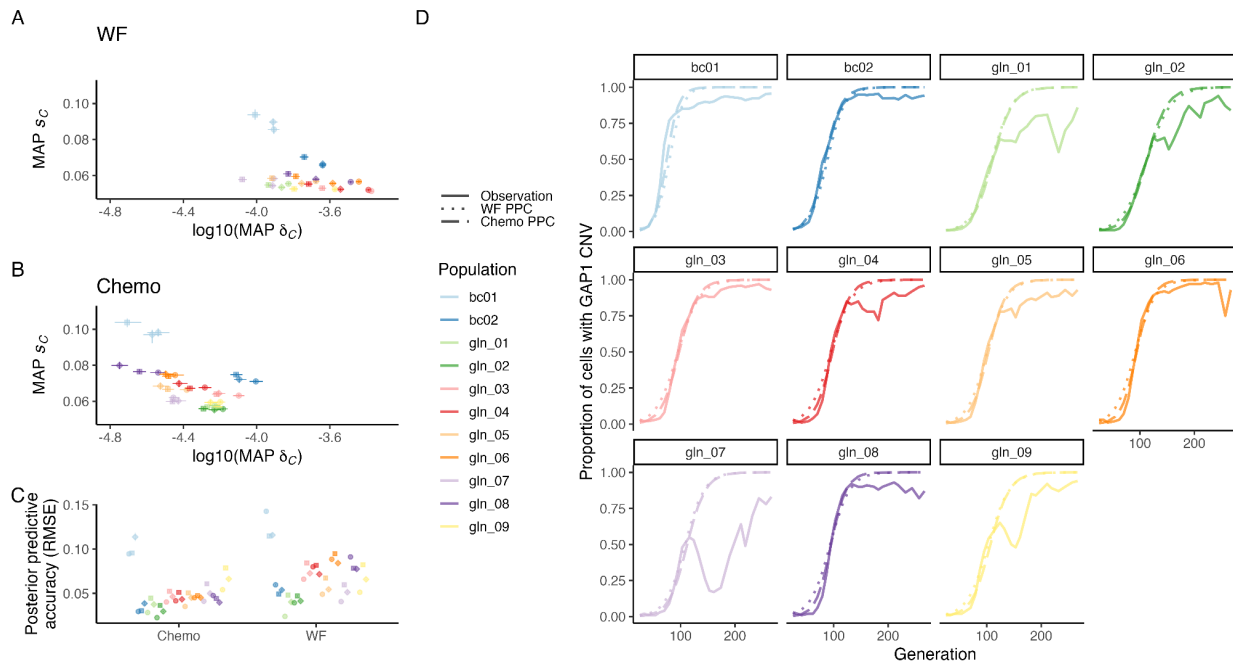 A
WF
MAP sC
0.10
0.08
0.06
-4.8
-4.4
-4.0
-3.6
log10(MAP δC)
B
Chemo
MAP sC
0.10
0.08
0.06
-4.8
-4.4
-4.0
-3.6
log10(MAP δC)
C
Posterior predictive
accuracy (RMSE)
0.15
0.10
0.05
Chemo
WF
Observation
WF PPC
Chemo PPC
Population
bc01
bc02
gln_01
gln_02
gln_03
gln_04
gln_05
gln_06
gln_07
gln_08
gln_09
D
Proportion of cells with GAP1 CNV
bc01
bc02
gln_01
gln_02
1.00
0.75
0.50
0.25
0.00
gln_03
gln_04
gln_05
gln_06
1.00
0.75
0.50
0.25
0.00
100
200
gln_07
gln_08
gln_09
1.00
0.75
0.50
0.25
0.00
100
200
100
200
100
200
Generation